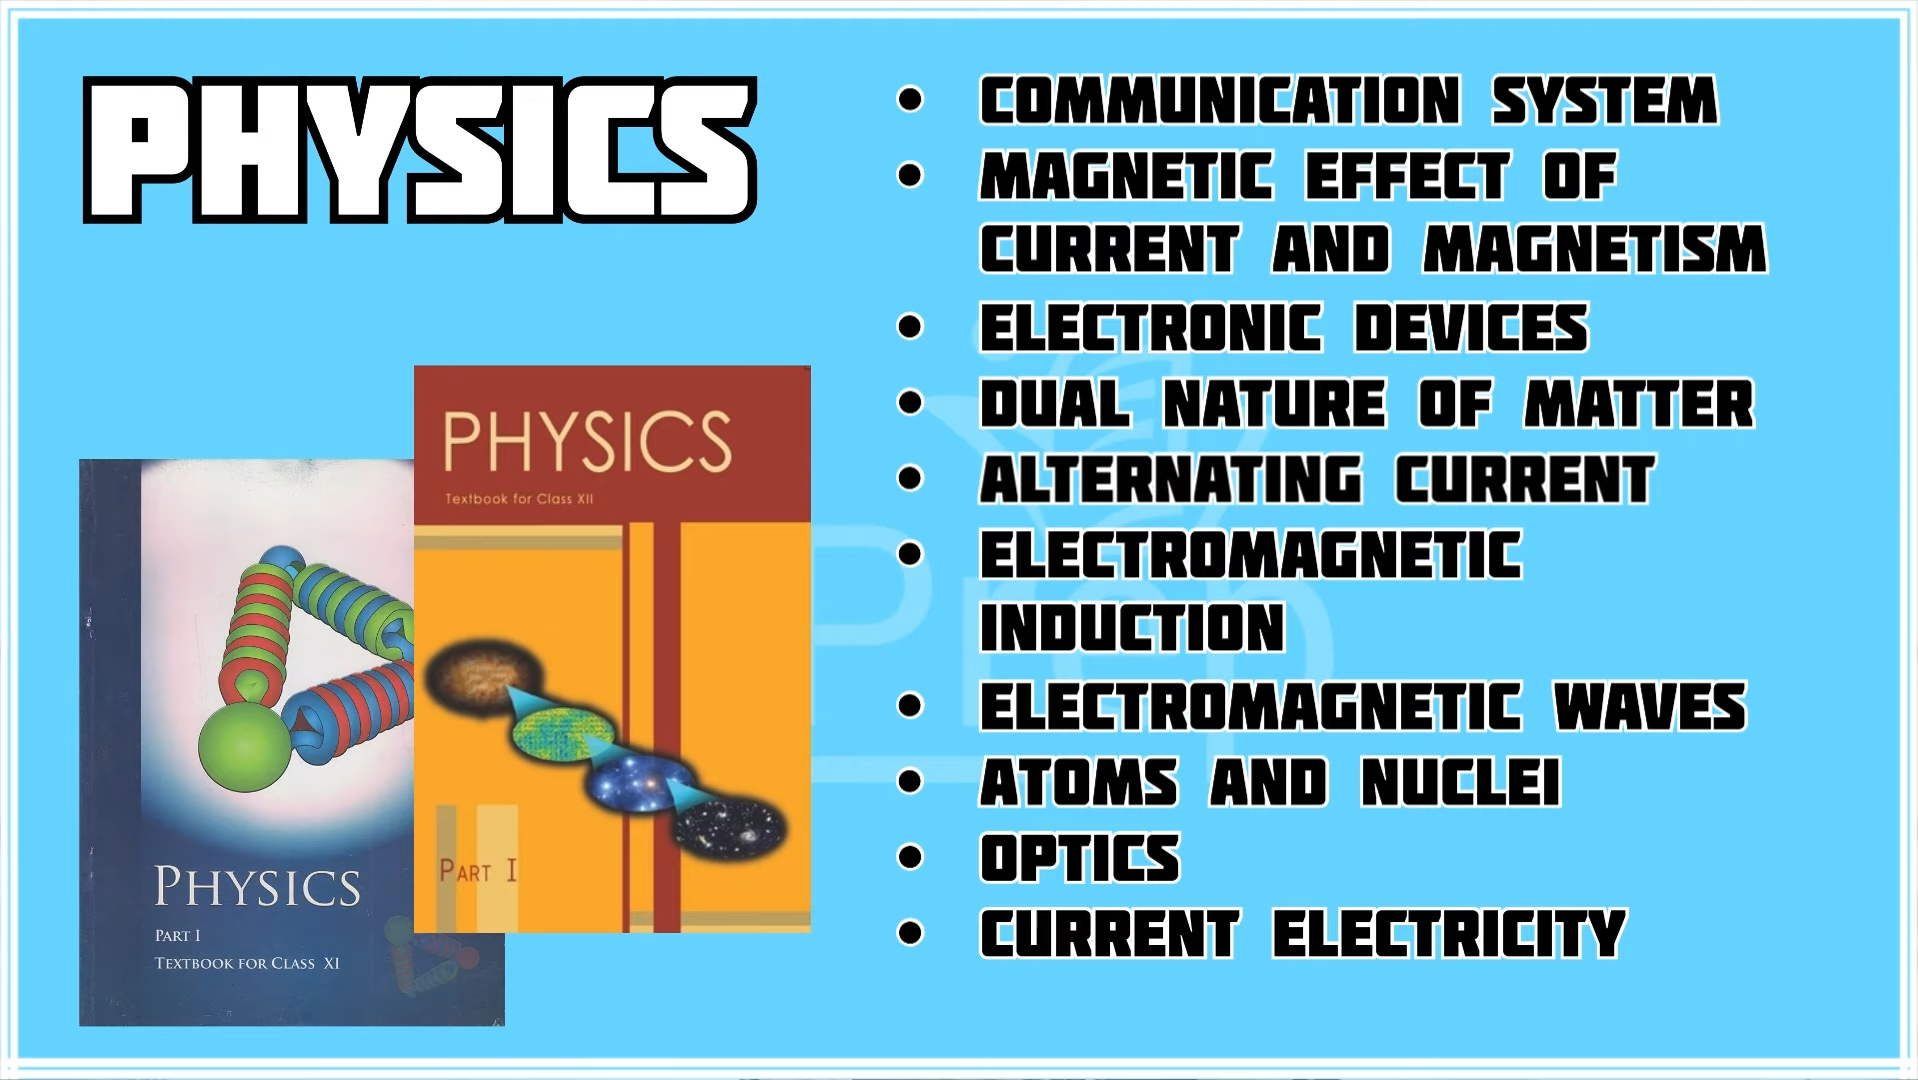 PHYSICS
• COMMUNICATION SYSTEM
• MAGNETIC EFFECT OF
CURRENT AND MAGNETISM
• ELECTRONIC DEVICES
• DUAL NATURE OF MATTER
• ALTERNATING CURRENT
• ELECTROMAGNETIC
INDUCTION
• ELECTROMAGNETIC WAVES
• ATOMS AND NUCLEI
• OPTICS
• CURRENT ELECTRICITY
PHYSICS
Textbook for Class XII
PART I
PHYSICS
PART I
TEXTBOOK FOR CLASS XI
Prep